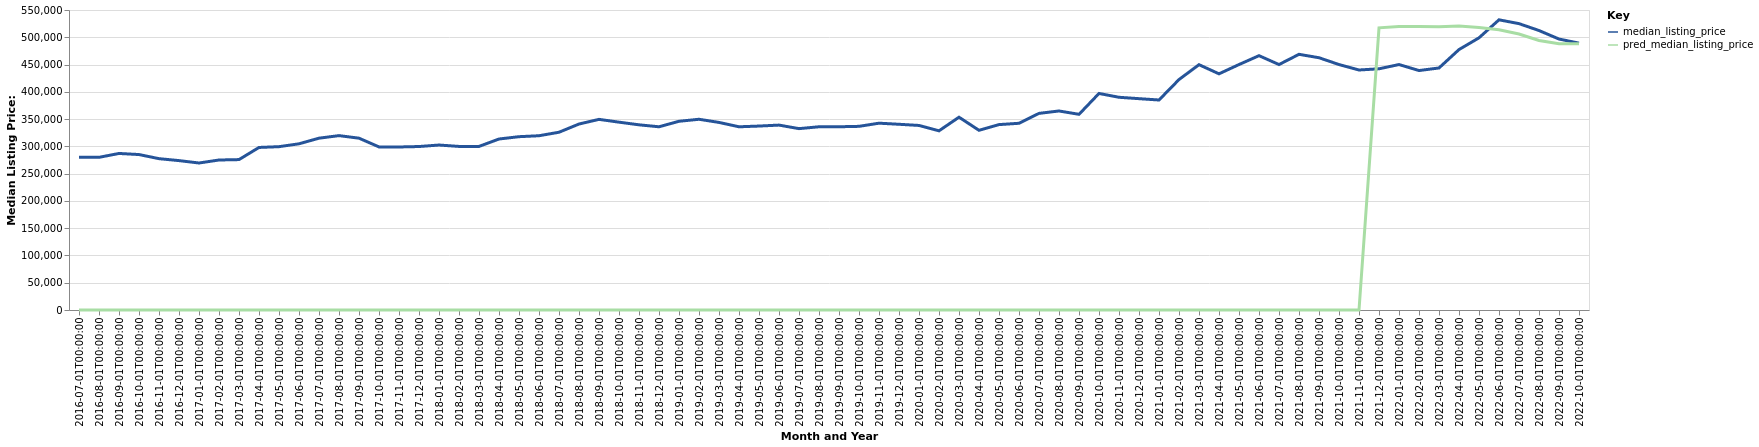 550,000
500,000
450,000
400,000
350,000
300,000
250,000
200,000
150,000
100,000
50,000
0
Median Listing Price:
2016-07-01T00:00:00
2016-08-01T00:00:00
2016-09-01T00:00:00
2016-10-01T00:00:00
2016-11-01T00:00:00
2016-12-01T00:00:00
2017-01-01T00:00:00
2017-02-01T00:00:00
2017-03-01T00:00:00
2017-04-01T00:00:00
2017-05-01T00:00:00
2017-06-01T00:00:00
2017-07-01T00:00:00
2017-08-01T00:00:00
2017-09-01T00:00:00
2017-10-01T00:00:00
2017-11-01T00:00:00
2017-12-01T00:00:00
2018-01-01T00:00:00
2018-02-01T00:00:00
2018-03-01T00:00:00
2018-04-01T00:00:00
2018-05-01T00:00:00
2018-06-01T00:00:00
2018-07-01T00:00:00
2018-08-01T00:00:00
2018-09-01T00:00:00
2018-10-01T00:00:00
2018-11-01T00:00:00
2018-12-01T00:00:00
2019-01-01T00:00:00
2019-02-01T00:00:00
2019-03-01T00:00:00
2019-04-01T00:00:00
2019-05-01T00:00:00
2019-06-01T00:00:00
2019-07-01T00:00:00
2019-08-01T00:00:00
2019-09-01T00:00:00
2019-10-01T00:00:00
2019-11-01T00:00:00
2019-12-01T00:00:00
2020-01-01T00:00:00
2020-02-01T00:00:00
2020-03-01T00:00:00
2020-04-01T00:00:00
2020-05-01T00:00:00
2020-06-01T00:00:00
2020-07-01T00:00:00
2020-08-01T00:00:00
2020-09-01T00:00:00
2020-10-01T00:00:00
2020-11-01T00:00:00
2020-12-01T00:00:00
2021-01-01T00:00:00
2021-02-01T00:00:00
2021-03-01T00:00:00
2021-04-01T00:00:00
2021-05-01T00:00:00
2021-06-01T00:00:00
2021-07-01T00:00:00
2021-08-01T00:00:00
2021-09-01T00:00:00
2021-10-01T00:00:00
2021-11-01T00:00:00
2021-12-01T00:00:00
2022-01-01T00:00:00
2022-02-01T00:00:00
2022-03-01T00:00:00
2022-04-01T00:00:00
2022-05-01T00:00:00
2022-06-01T00:00:00
2022-07-01T00:00:00
2022-08-01T00:00:00
2022-09-01T00:00:00
2022-10-01T00:00:00
Month and Year
Key
median_listing_price
pred_median_listing_price